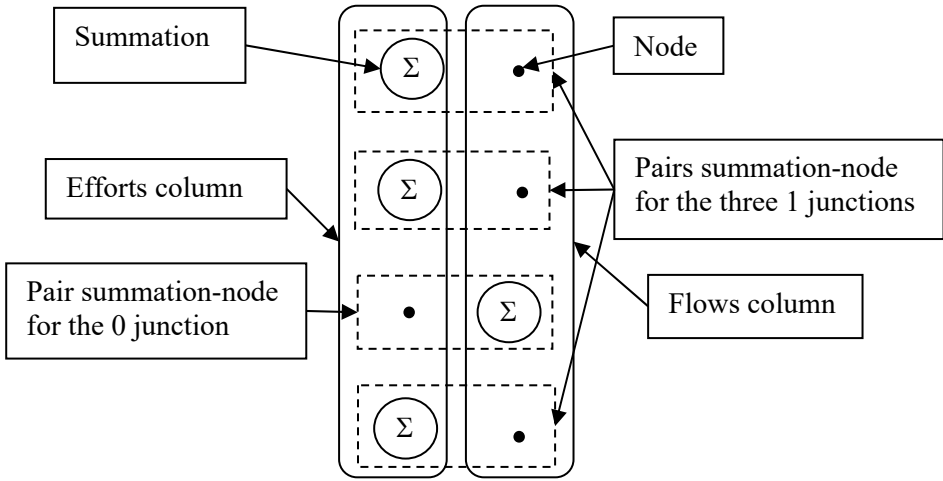 Summation
Σ
Node
Σ
Pairs summation-node
for the three 1 junctions
Efforts column
Pair summation-node
for the 0 junction
Σ
Flows column
Σ